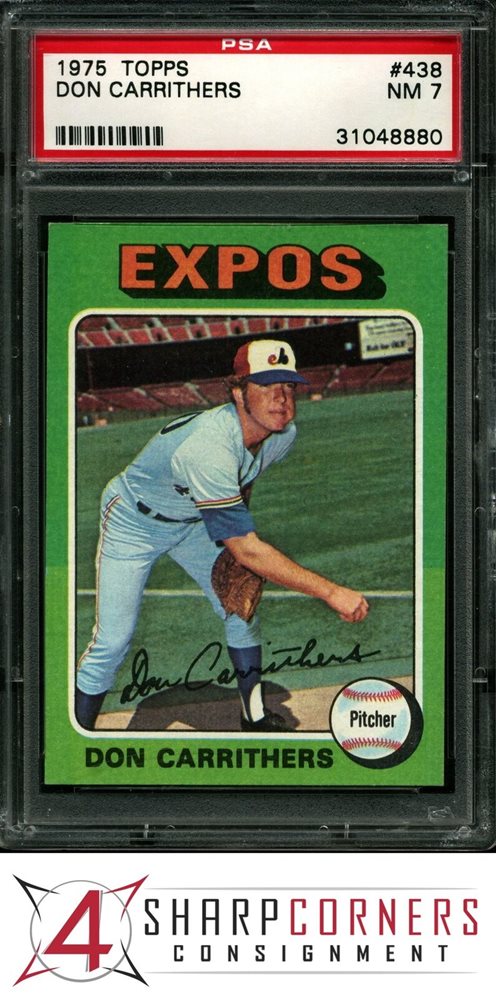 PSA
1975 TOPPS #438
DON CARRITHERS NM 7
31048880
EXPOS
Don Carrithers
Pitcher
DON CARRITHERS
4 SHARPCORNERS
CONSIGNMENT